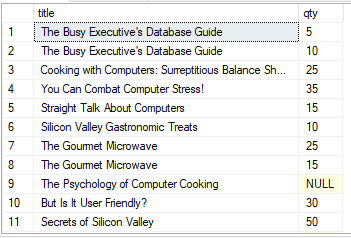 title qty
1 The Busy Executive's Database Guide 5
2 The Busy Executive's Database Guide 10
3 Cooking with Computers: Surreptitious Balance Sh... 25
4 You Can Combat Computer Stress! 35
5 Straight Talk About Computers 15
6 Silicon Valley Gastronomic Treats 10
7 The Gourmet Microwave 25
8 The Gourmet Microwave 15
9 The Psychology of Computer Cooking NULL
10 But Is It User Friendly? 30
11 Secrets of Silicon Valley 50